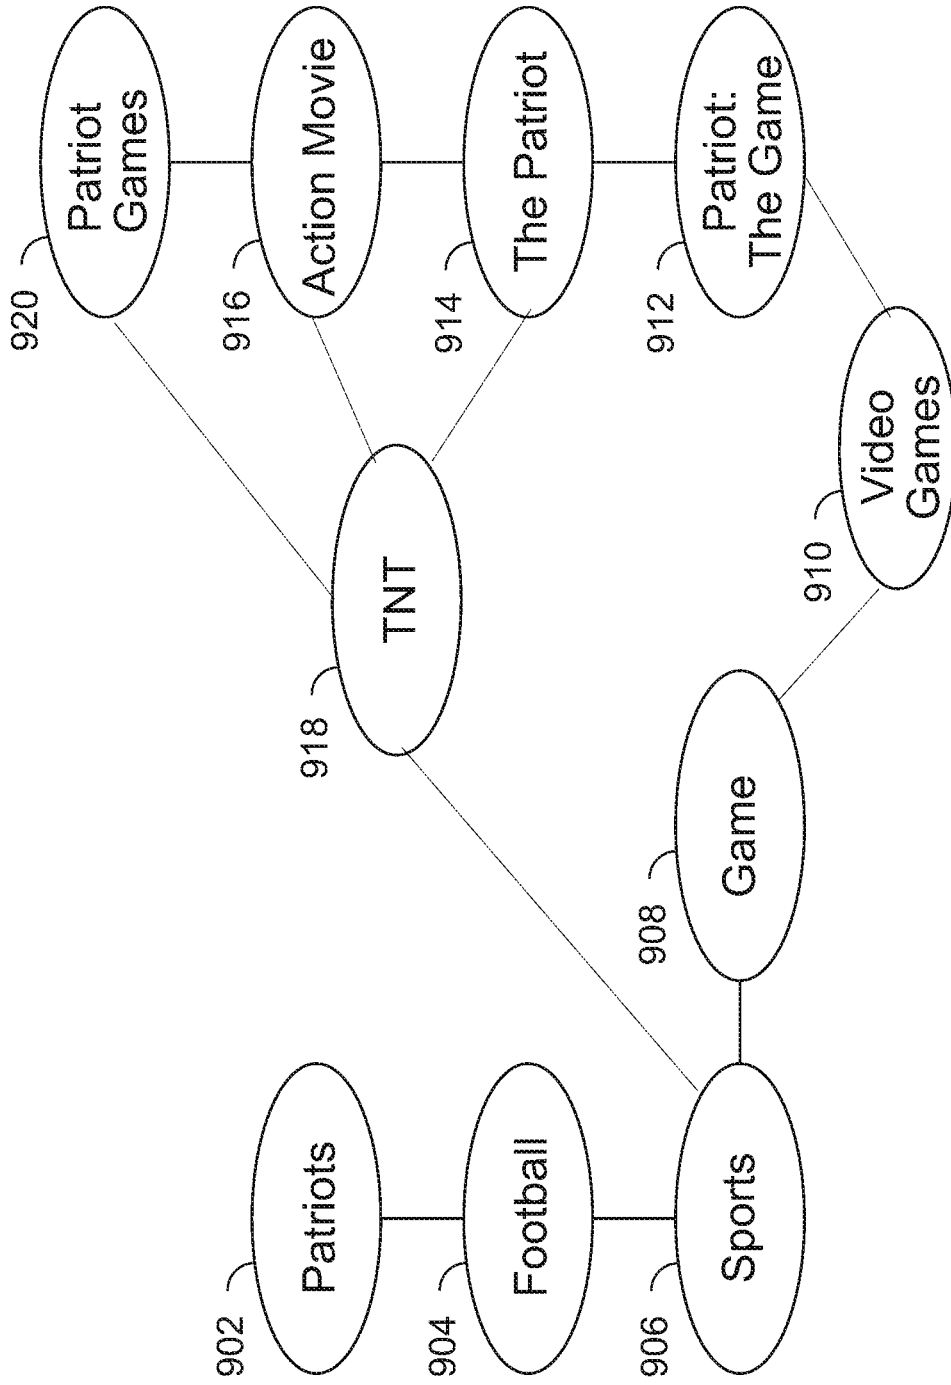 902
Patriots
904
Football
906
Sports
908
Game
918
TNT
910
Video
Games
920
Patriot
Games
916
Action Movie
914
The Patriot
912
Patriot:
The Game